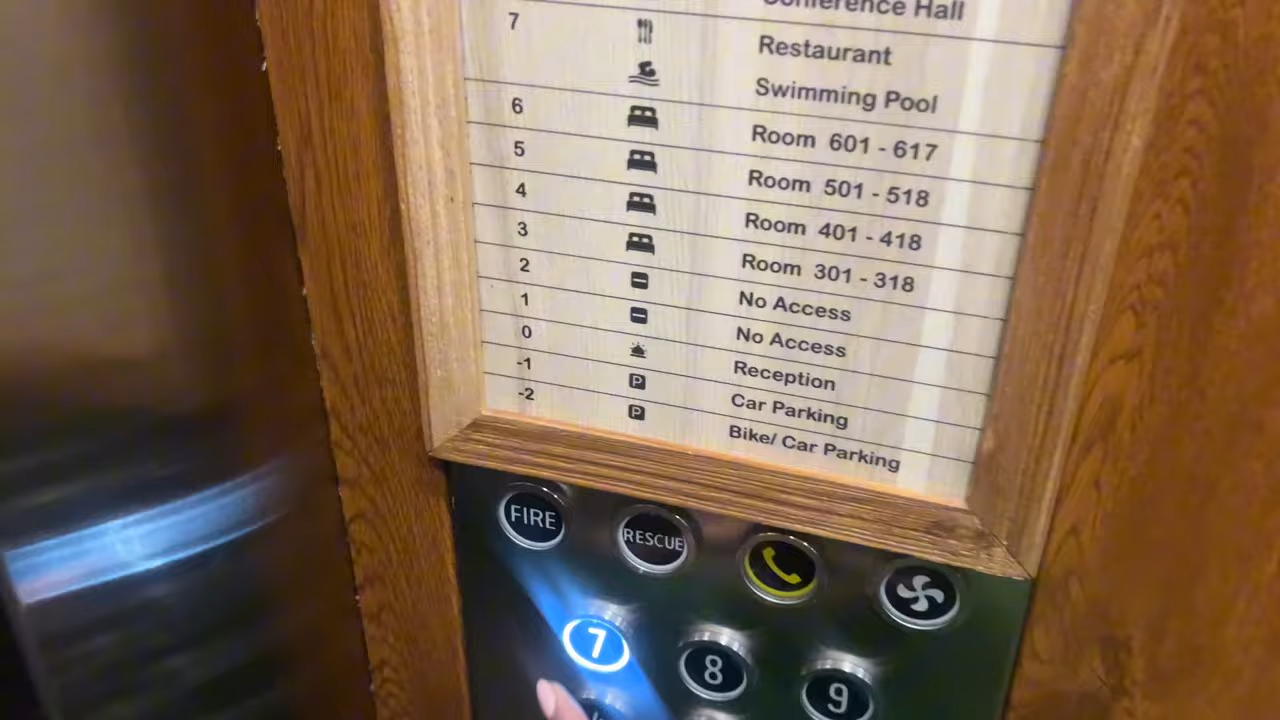 Conference Hall
7 Restaurant
Swimming Pool
6 Room 601 - 617
5 Room 501 - 518
4 Room 401 - 418
3 Room 301 - 318
2 No Access
1 No Access
0 Reception
-1 P Car Parking
-2 P Bike/ Car Parking
FIRE RESCUE
7 8 9